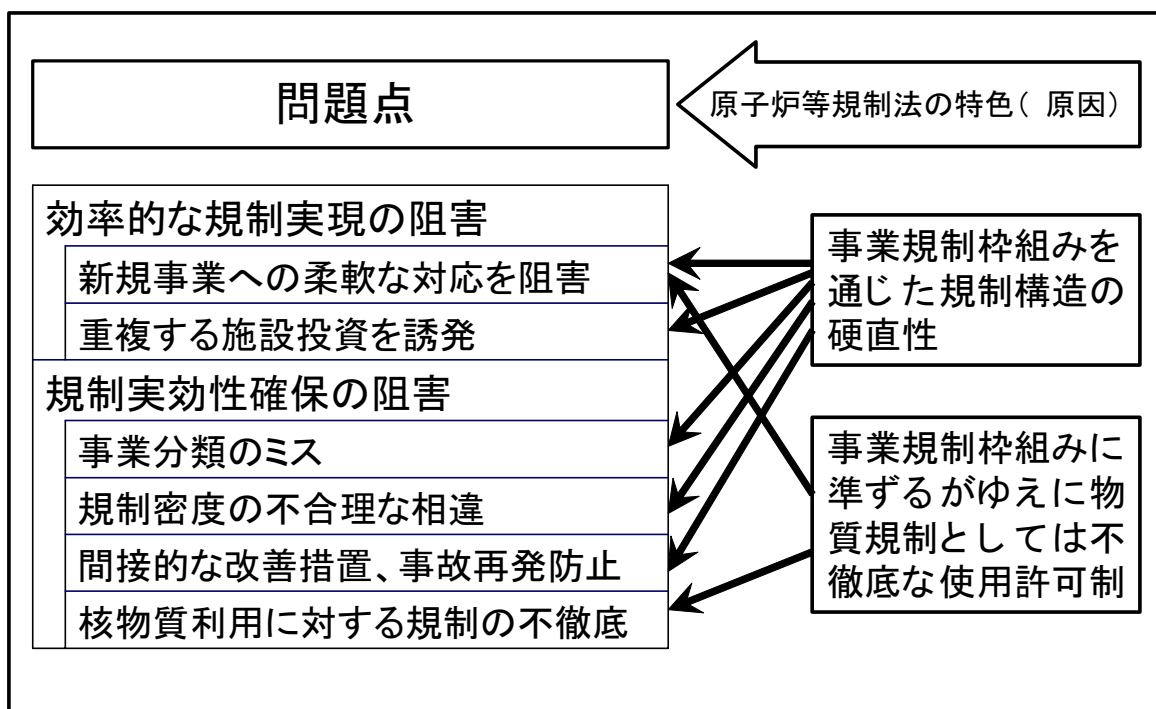 問題点
原子炉等規制法の特色( 原因)
効率的な規制実現の阻害
新規事業への柔軟な対応を阻害
重複する施設投資を誘発
規制実効性確保の阻害
事業分類のミス
規制密度の不合理な相違
間接的な改善措置、事故再発防止
核物質利用に対する規制の不徹底
事業規制枠組みを
通じた規制構造の
硬直性
事業規制枠組みに
準ずるがゆえに物
質規制としては不
徹底な使用許可制